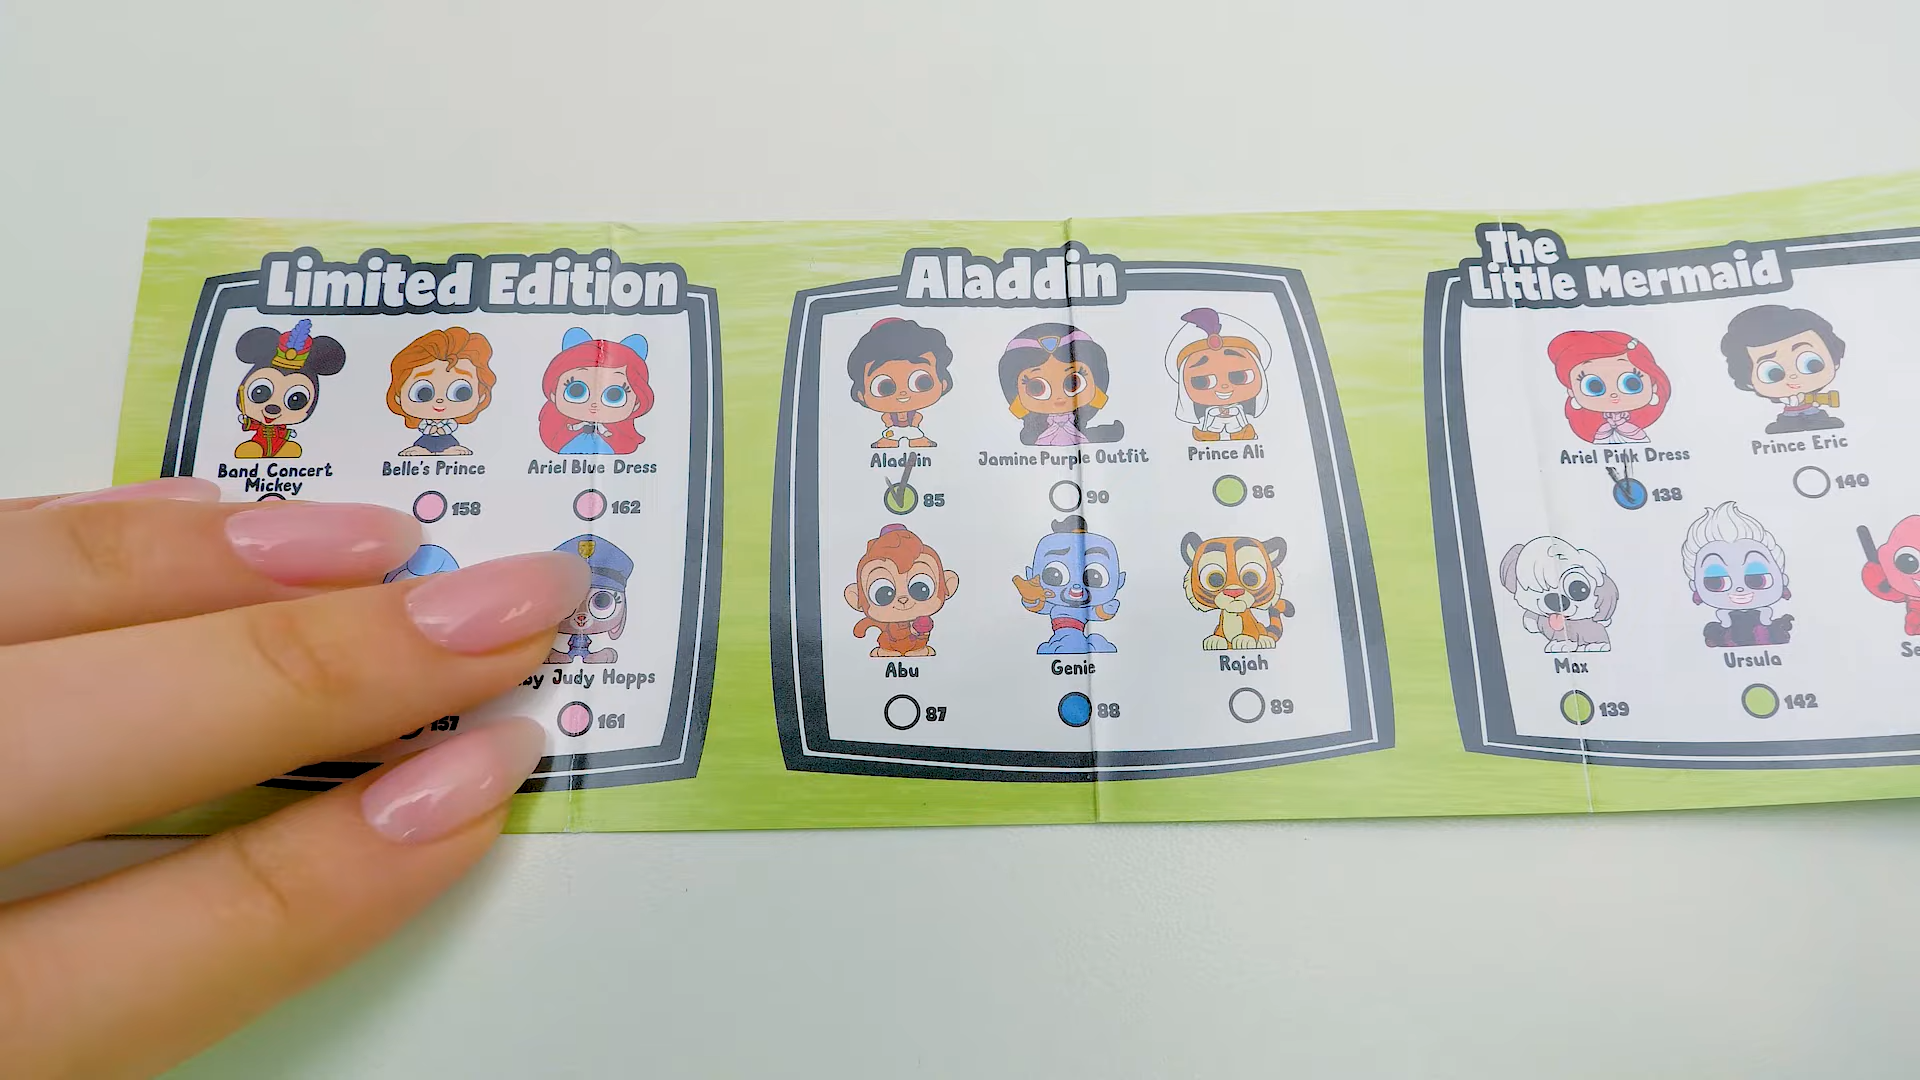 Limited Edition
Band Concert
Mickey
Belle's Prince
158
Ariel Blue Dress
162
157
Judy Hopps
161
Aladdin
Aladdin
85
Jamine Purple Outfit
90
Prince Ali
86
Abu
87
Genie
88
Rajah
89
The
Little Mermaid
Ariel Pink Dress
138
Prince Eric
140
Max
139
Ursula
142